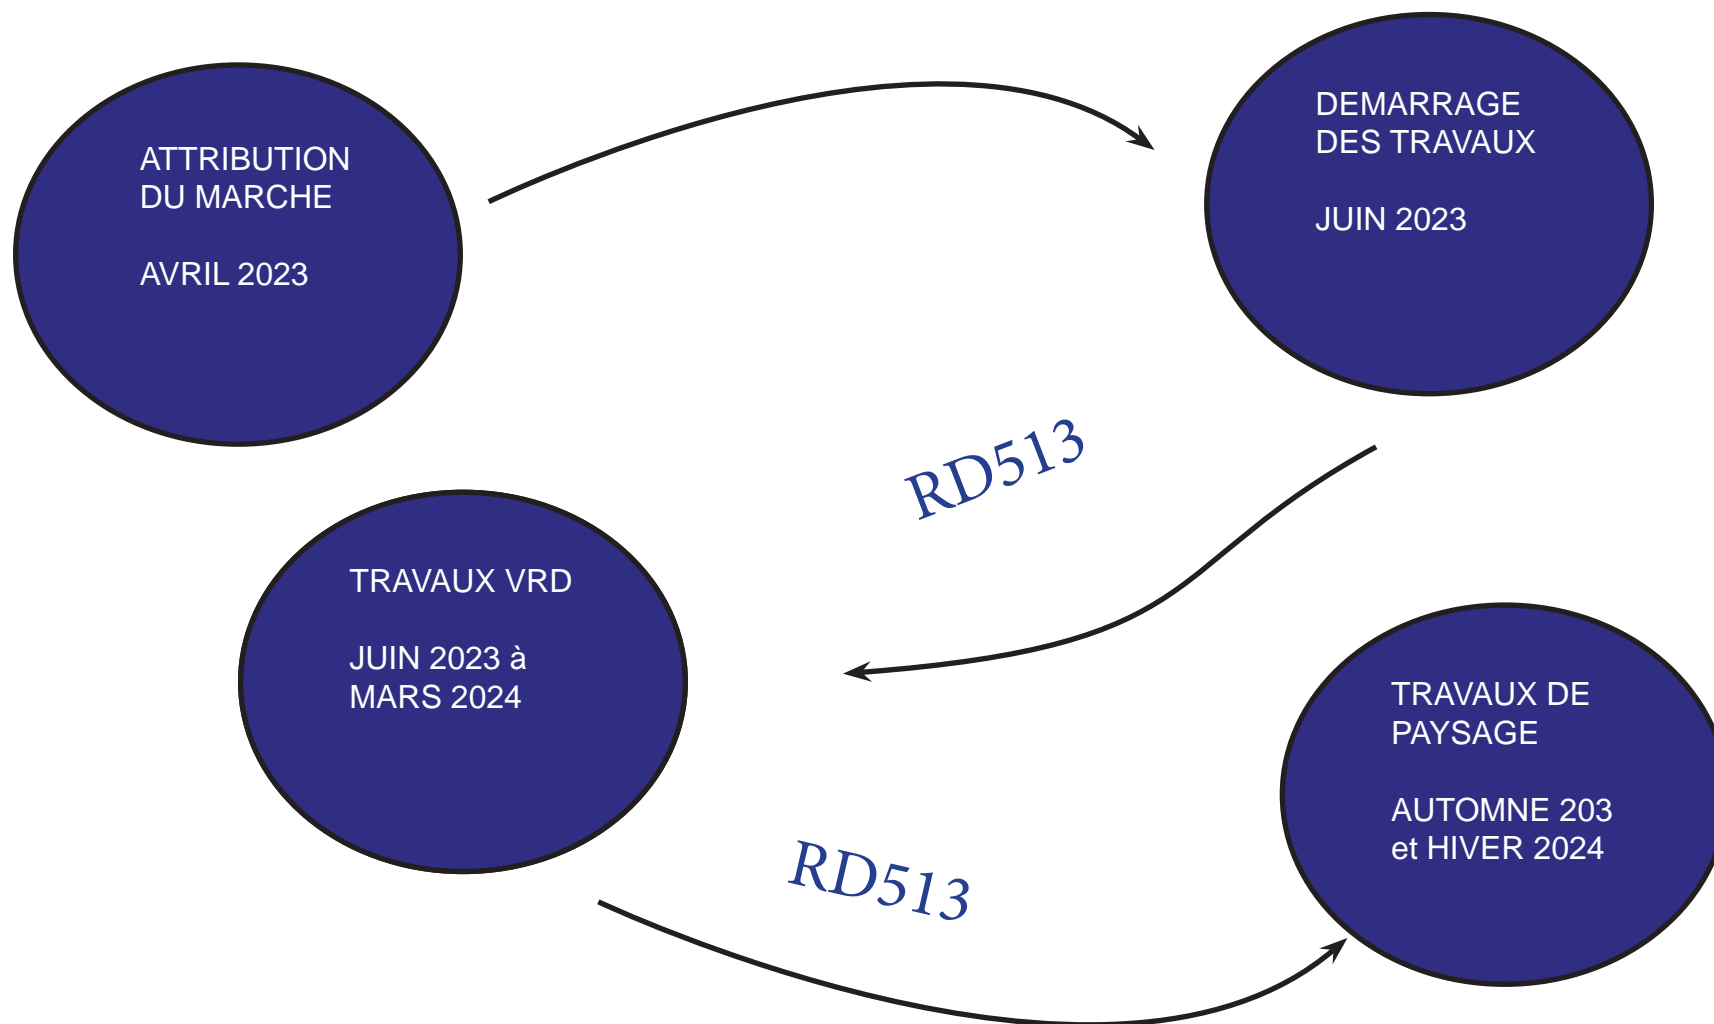 ATTRIBUTION
DU MARCHE
AVRIL 2023
DEMARRAGE
DES TRAVAUX
JUIN 2023
RD513
TRAVAUX VRD
JUIN 2023 à
MARS 2024
TRAVAUX DE
PAYSAGE
AUTOMNE 203
et HIVER 2024
RD513